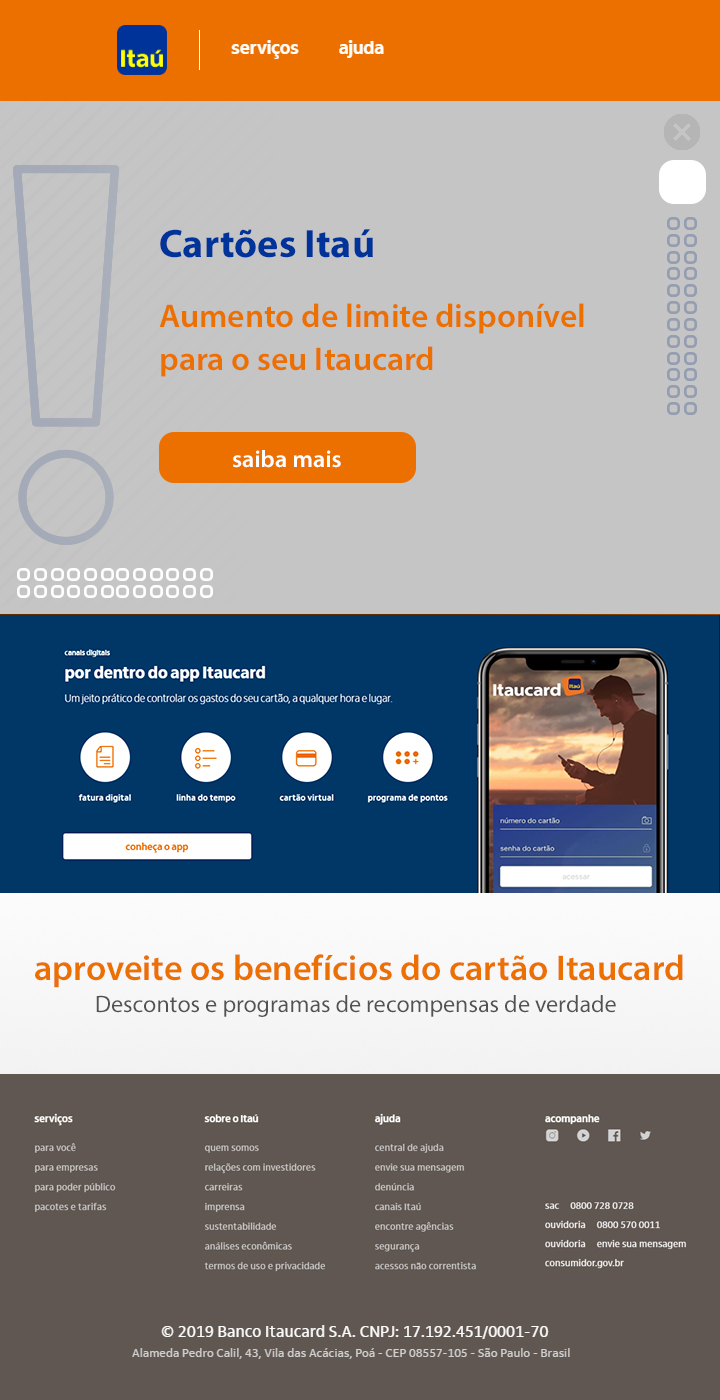 Itaú
serviços
ajuda
Cartões Itaú
Aumento de limite disponível
para o seu Itaucard
saiba mais
canais digitais
por dentro do app Itaucard
Um jeito prático de controlar os gastos do seu cartão, a qualquer hora e lugar.
fatura digital
linha do tempo
cartão virtual
programa de pontos
conheça o app
Itaucard Itaú
número do cartão
senha do cartão
acessar
aproveite os benefícios do cartão Itaucard
Descontos e programas de recompensas de verdade
serviços
para você
para empresas
para poder público
pacotes e tarifas
sobre o Itaú
quem somos
relações com investidores
carreiras
imprensa
sustentabilidade
análises econômicas
termos de uso e privacidade
ajuda
central de ajuda
envie sua mensagem
denúncia
canais Itaú
encontre agências
segurança
acessos não correntista
acompanhe
sac 0800 728 0728
ouvidoria 0800 570 0011
ouvidoria envie sua mensagem
consumidor.gov.br
© 2019 Banco Itaucard S.A. CNPJ: 17.192.451/0001-70
Alameda Pedro Calil, 43, Vila das Acácias, Poá - CEP 08557-105 - São Paulo - Brasil